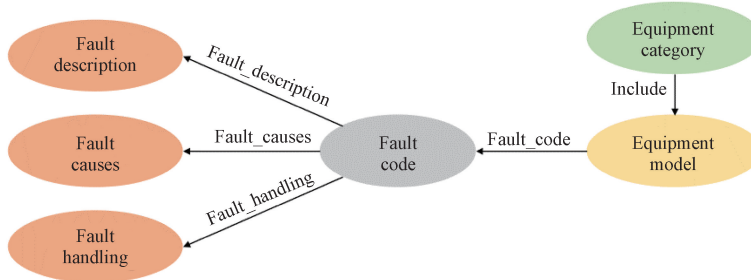 Fault
description
Fault_description
Equipment
category
Include
Fault
causes
Fault_causes
Fault
code
Fault_code
Equipment
model
Fault_handling
Fault
handling